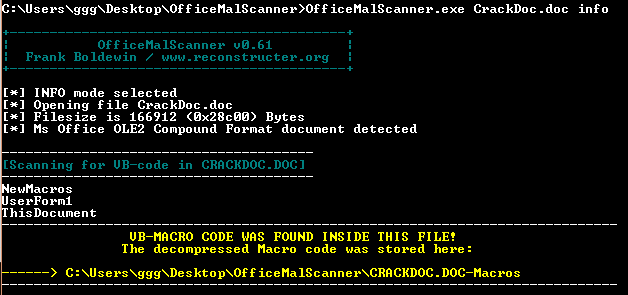 C:\Users\ggg\Desktop\OfficeMalScanner>OfficeMalScanner.exe CrackDoc.doc info
+------------------------------------------+
|           OfficeMalScanner v0.61         |
|  Frank Boldewin / www.reconstructer.org  |
+------------------------------------------+
[*] INFO mode selected
[*] Opening file CrackDoc.doc
[*] Filesize is 166912 (0x28c00) Bytes
[*] Ms Office OLE2 Compound Format document detected
---------------------------------------
[Scanning for VB-code in CRACKDOC.DOC]
---------------------------------------
NewMacros
UserForm1
ThisDocument
-----------------------------------------------------------------------------
VB-MACRO CODE WAS FOUND INSIDE THIS FILE!
The decompressed Macro code was stored here:
------> C:\Users\ggg\Desktop\OfficeMalScanner\CRACKDOC.DOC-Macros
-----------------------------------------------------------------------------